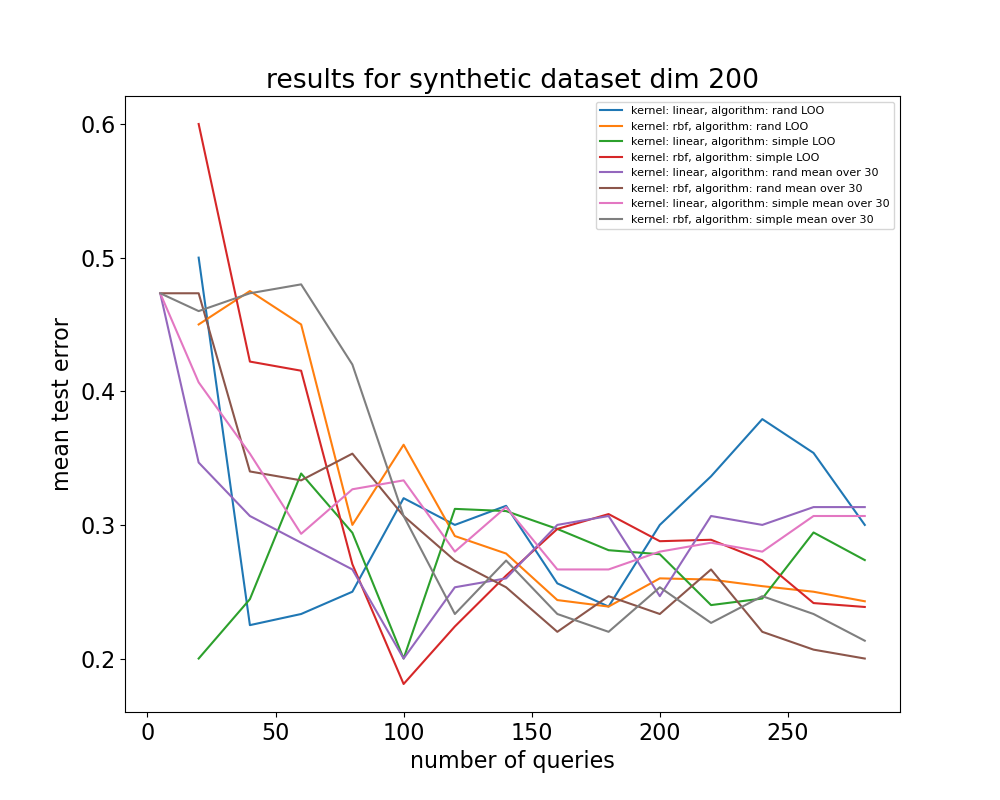 results for synthetic dataset dim 200
kernel: linear, algorithm: rand LOO
kernel: rbf, algorithm: rand LOO
kernel: linear, algorithm: simple LOO
kernel: rbf, algorithm: simple LOO
kernel: linear, algorithm: rand mean over 30
kernel: rbf, algorithm: rand mean over 30
kernel: linear, algorithm: simple mean over 30
kernel: rbf, algorithm: simple mean over 30
0.6
0.5
0.4
0.3
0.2
mean test error
0 50 100 150 200 250
number of queries